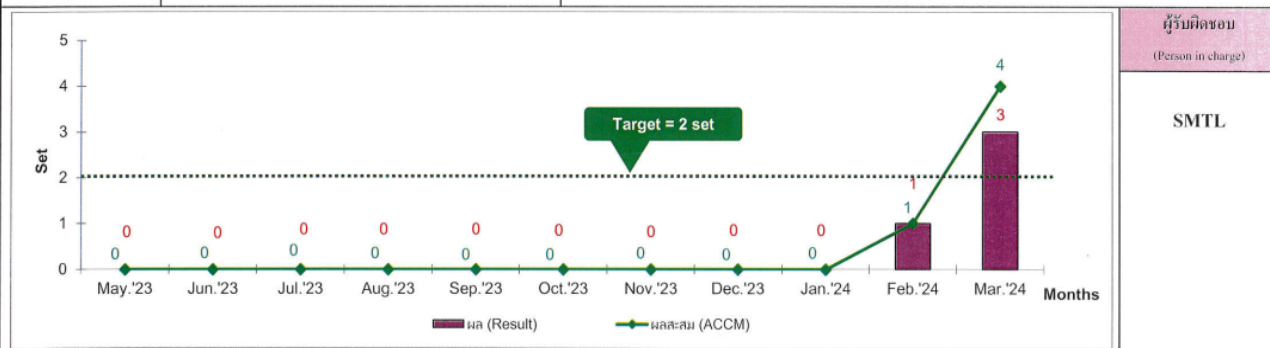 ผู้รับผิดชอบ
(Person in charge)
SMTL
5
4
3
2
1
0
Set
Target = 2 set
4
3
1
1
0 0 0 0 0 0 0 0 0
0 0 0 0 0 0 0 0 0
May.'23 Jun.'23 Jul.'23 Aug.'23 Sep.'23 Oct.'23 Nov.'23 Dec.'23 Jan.'24 Feb.'24 Mar.'24 Months
ผล (Result) ผลสะสม (ACCM)